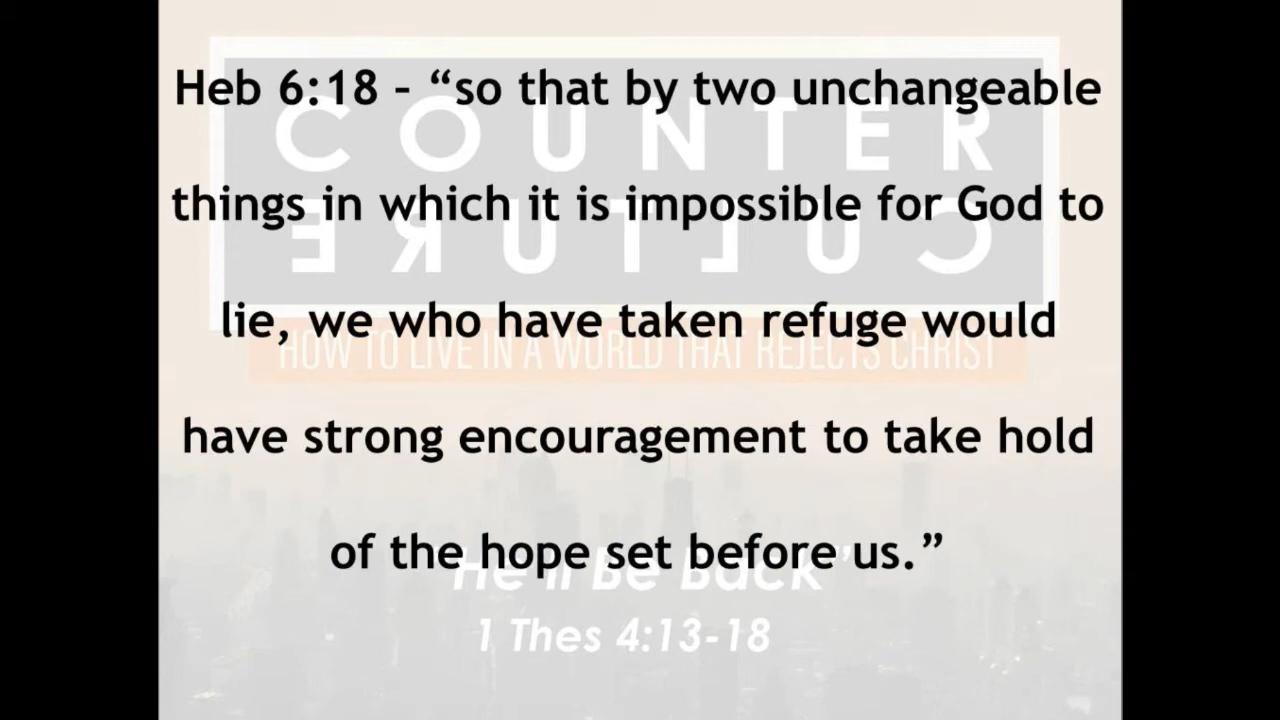 Heb 6:18 – “so that by two unchangeable
COUNTER
things in which it is impossible for God to
CULTURE
lie, we who have taken refuge would
HOW TO LIVE IN A WORLD THAT REJECTS CHRIST
have strong encouragement to take hold
of the hope set before us.”
He'll Be Back”
1 Thes 4:13-18